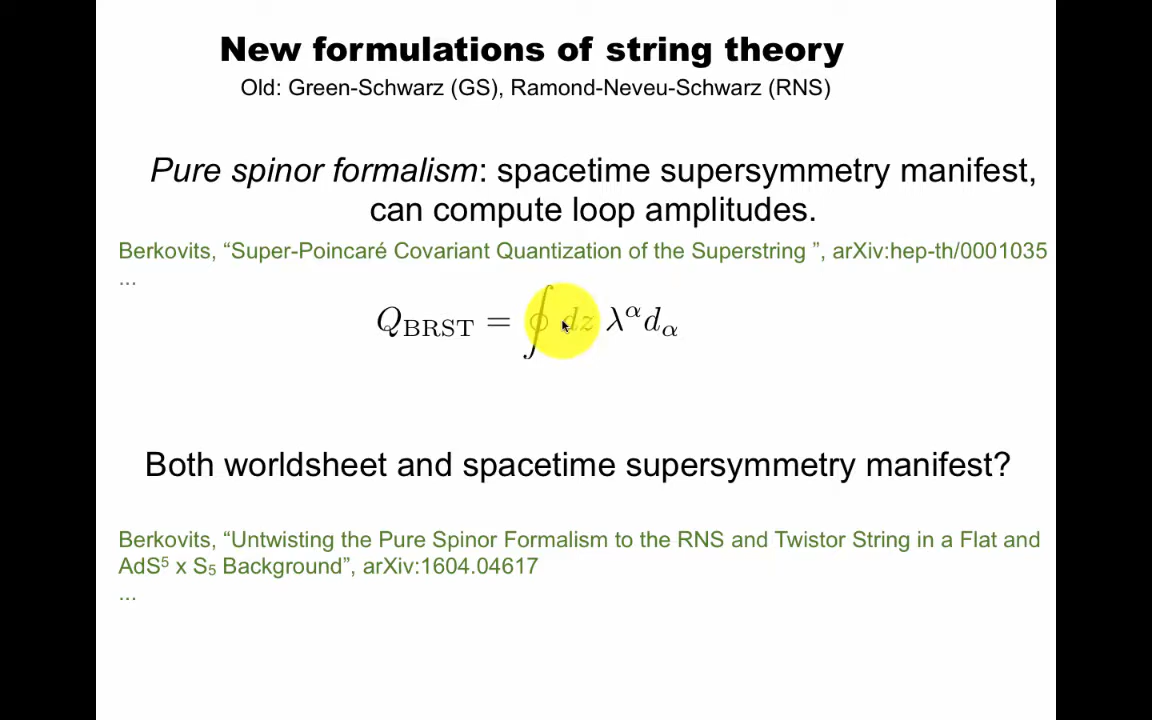 New formulations of string theory
Old: Green-Schwarz (GS), Ramond-Neveu-Schwarz (RNS)
Pure spinor formalism: spacetime supersymmetry manifest,
can compute loop amplitudes.
Berkovits, “Super-Poincaré Covariant Quantization of the Superstring ”, arXiv:hep-th/0001035
...
Q_BRST = ∮ dz λ^α d_α
Both worldsheet and spacetime supersymmetry manifest?
Berkovits, “Untwisting the Pure Spinor Formalism to the RNS and Twistor String in a Flat and
AdS⁵ x S₅ Background”, arXiv:1604.04617
...